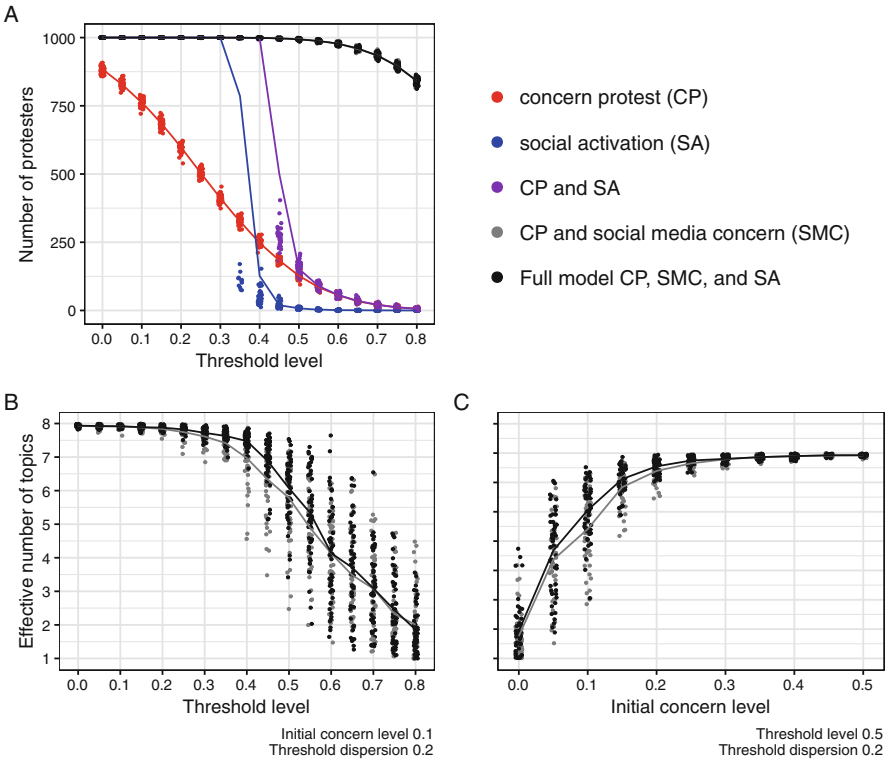 A
Number of protesters
1000
750
500
250
0
0.0 0.1 0.2 0.3 0.4 0.5 0.6 0.7 0.8
Threshold level
concern protest (CP)
social activation (SA)
CP and SA
CP and social media concern (SMC)
Full model CP, SMC, and SA
B
Effective number of topics
8
7
6
5
4
3
2
1
0.0 0.1 0.2 0.3 0.4 0.5 0.6 0.7 0.8
Threshold level
Initial concern level 0.1
Threshold dispersion 0.2
C
0.0 0.1 0.2 0.3 0.4 0.5
Initial concern level
Threshold level 0.5
Threshold dispersion 0.2